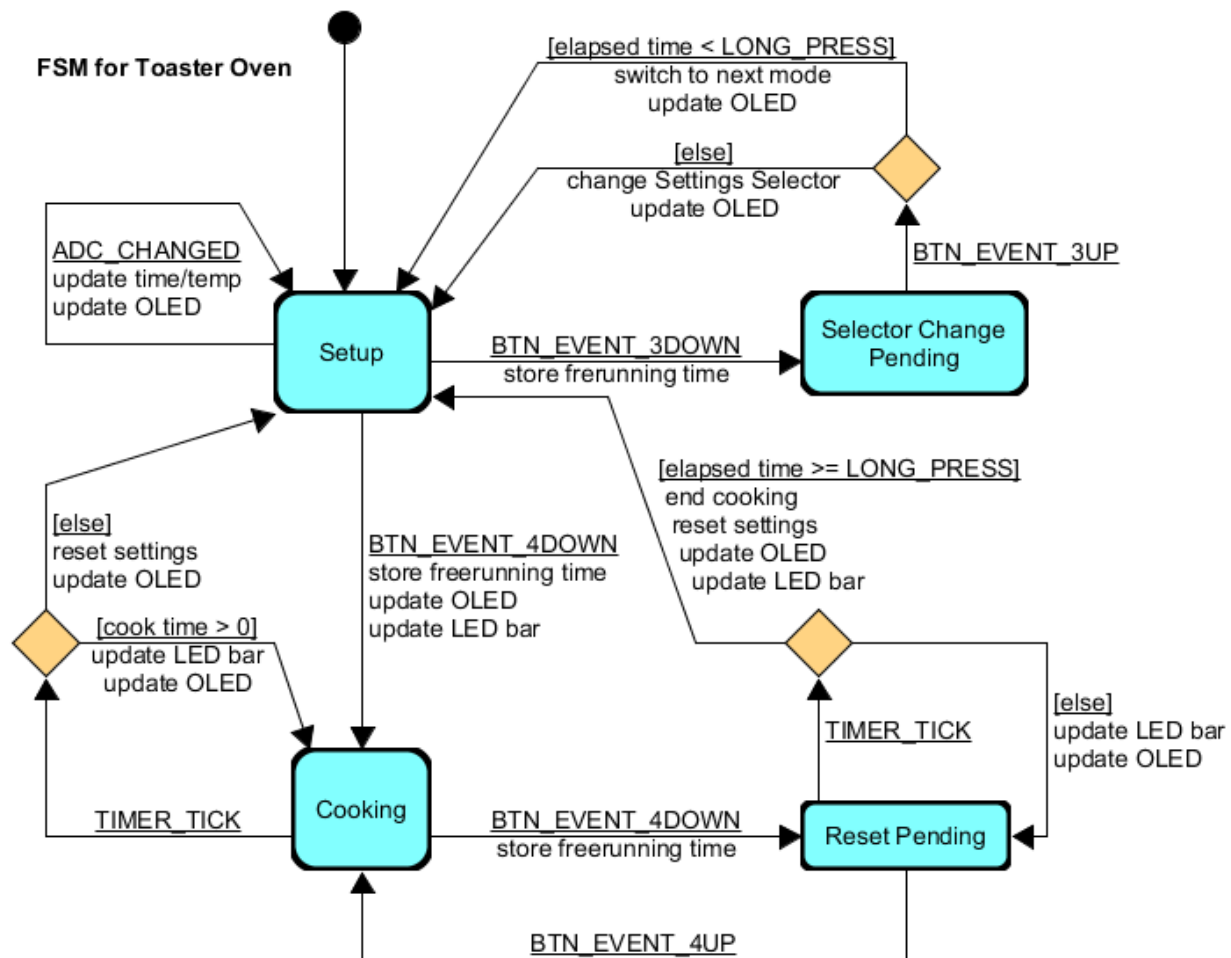 FSM for Toaster Oven
[elapsed time < LONG_PRESS]
switch to next mode
update OLED
[else]
change Settings Selector
update OLED
BTN_EVENT_3UP
ADC_CHANGED
update time/temp
update OLED
Setup
BTN_EVENT_3DOWN
store frerunning time
Selector Change
Pending
[elapsed time >= LONG_PRESS]
end cooking
reset settings
update OLED
update LED bar
[else]
reset settings
update OLED
BTN_EVENT_4DOWN
store freerunning time
update OLED
update LED bar
[cook time > 0]
update LED bar
update OLED
[else]
update LED bar
update OLED
TIMER_TICK
TIMER_TICK
Cooking
BTN_EVENT_4DOWN
store freerunning time
Reset Pending
BTN_EVENT_4UP